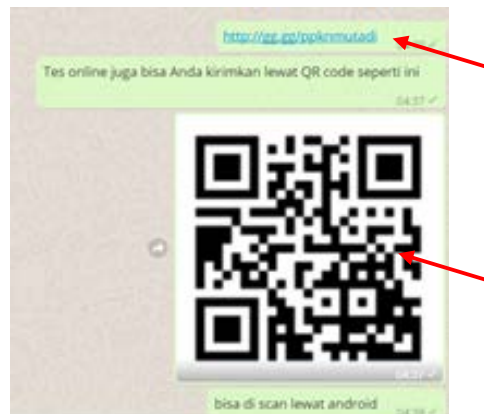 http://gg.gg/ppknmutadi
Tes online juga bisa Anda kirimkan lewat QR code seperti ini
04:37
bisa di scan lewat android